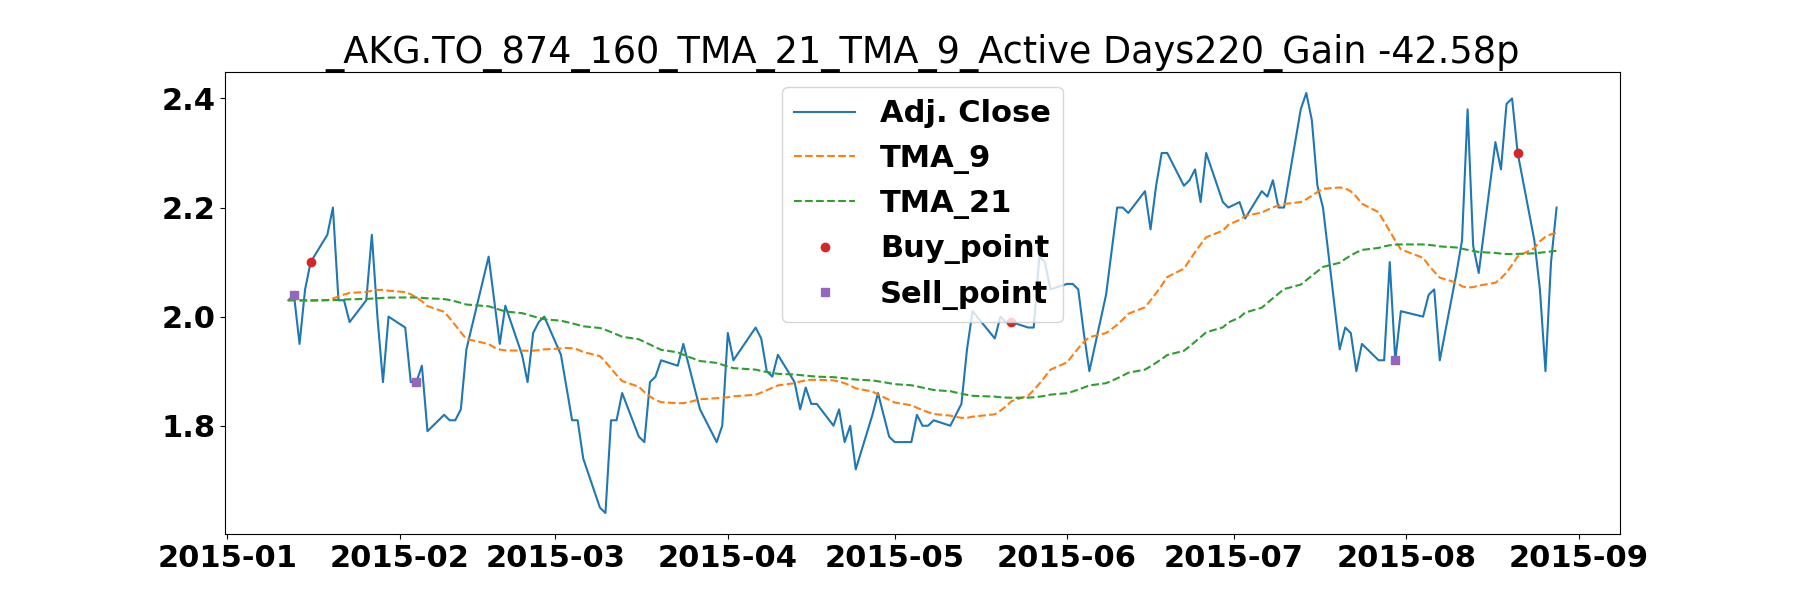 _AKG.TO_874_160_TMA_21_TMA_9_Active Days220_Gain -42.58p
2.4
2.2
2.0
1.8
Adj. Close
TMA_9
TMA_21
Buy_point
Sell_point
2015-01 2015-02 2015-03 2015-04 2015-05 2015-06 2015-07 2015-08 2015-09